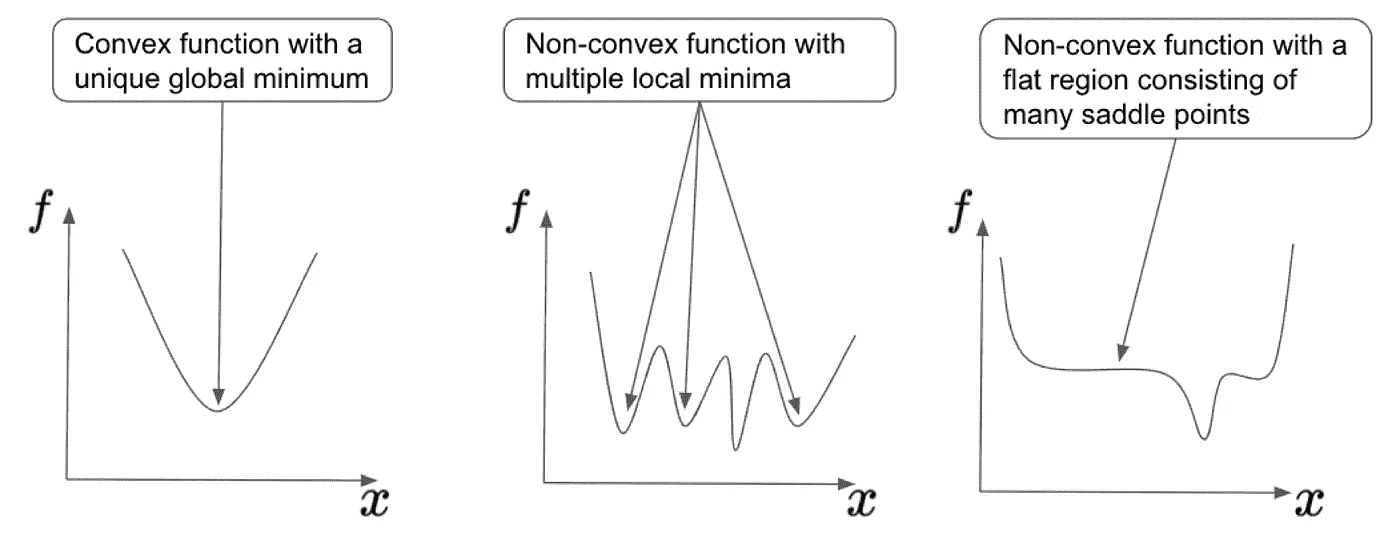 Convex function with a
unique global minimum
Non-convex function with
multiple local minima
Non-convex function with a
flat region consisting of
many saddle points
f
f
f
x
x
x